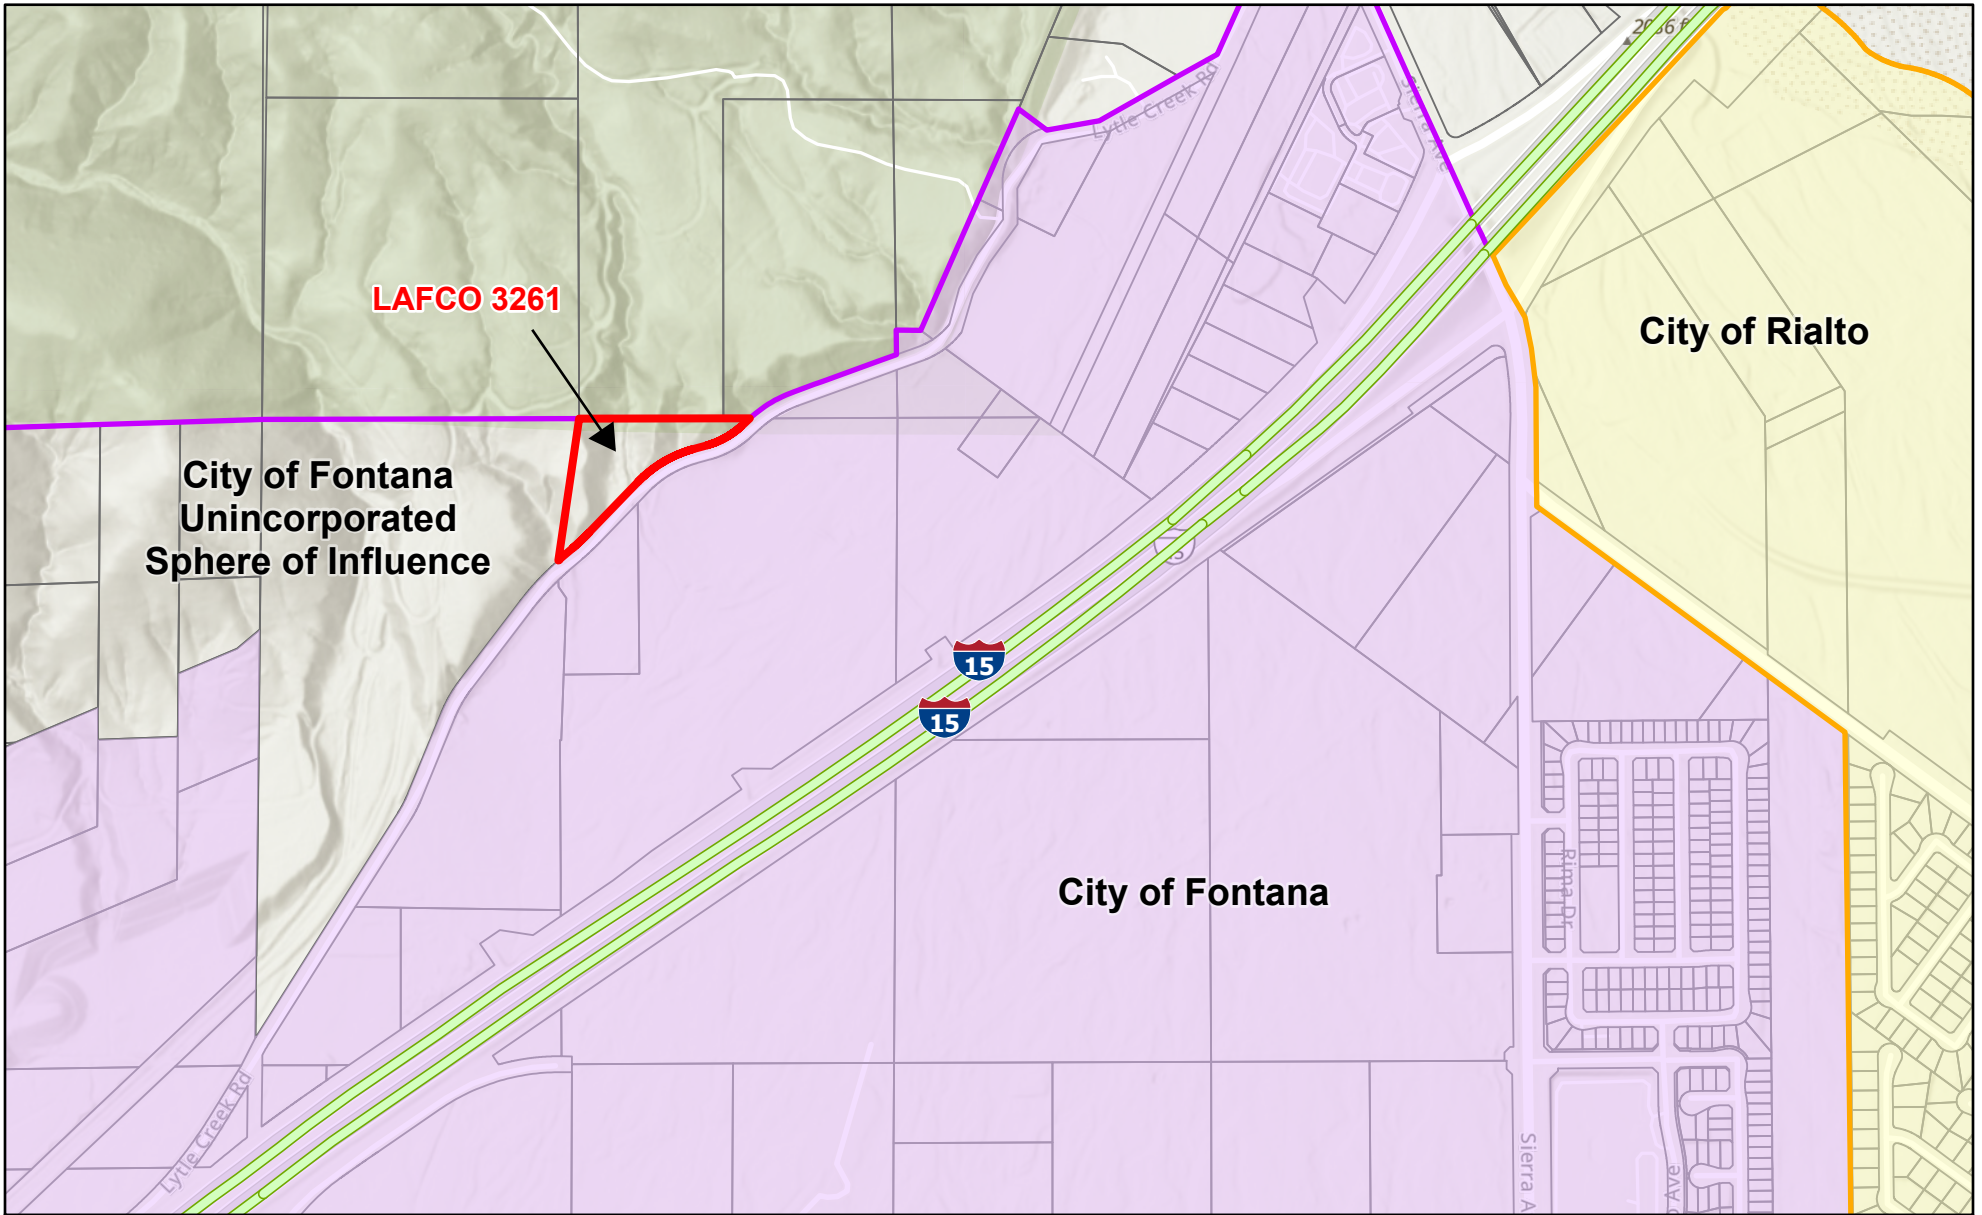 Lytle Creek Rd
Sierra Ave
LAFCO 3261
City of Rialto
City of Fontana
Unincorporated
Sphere of Influence
15
15
City of Fontana
Rima Dr
Lytle Creek Rd
Sierra A
Ave